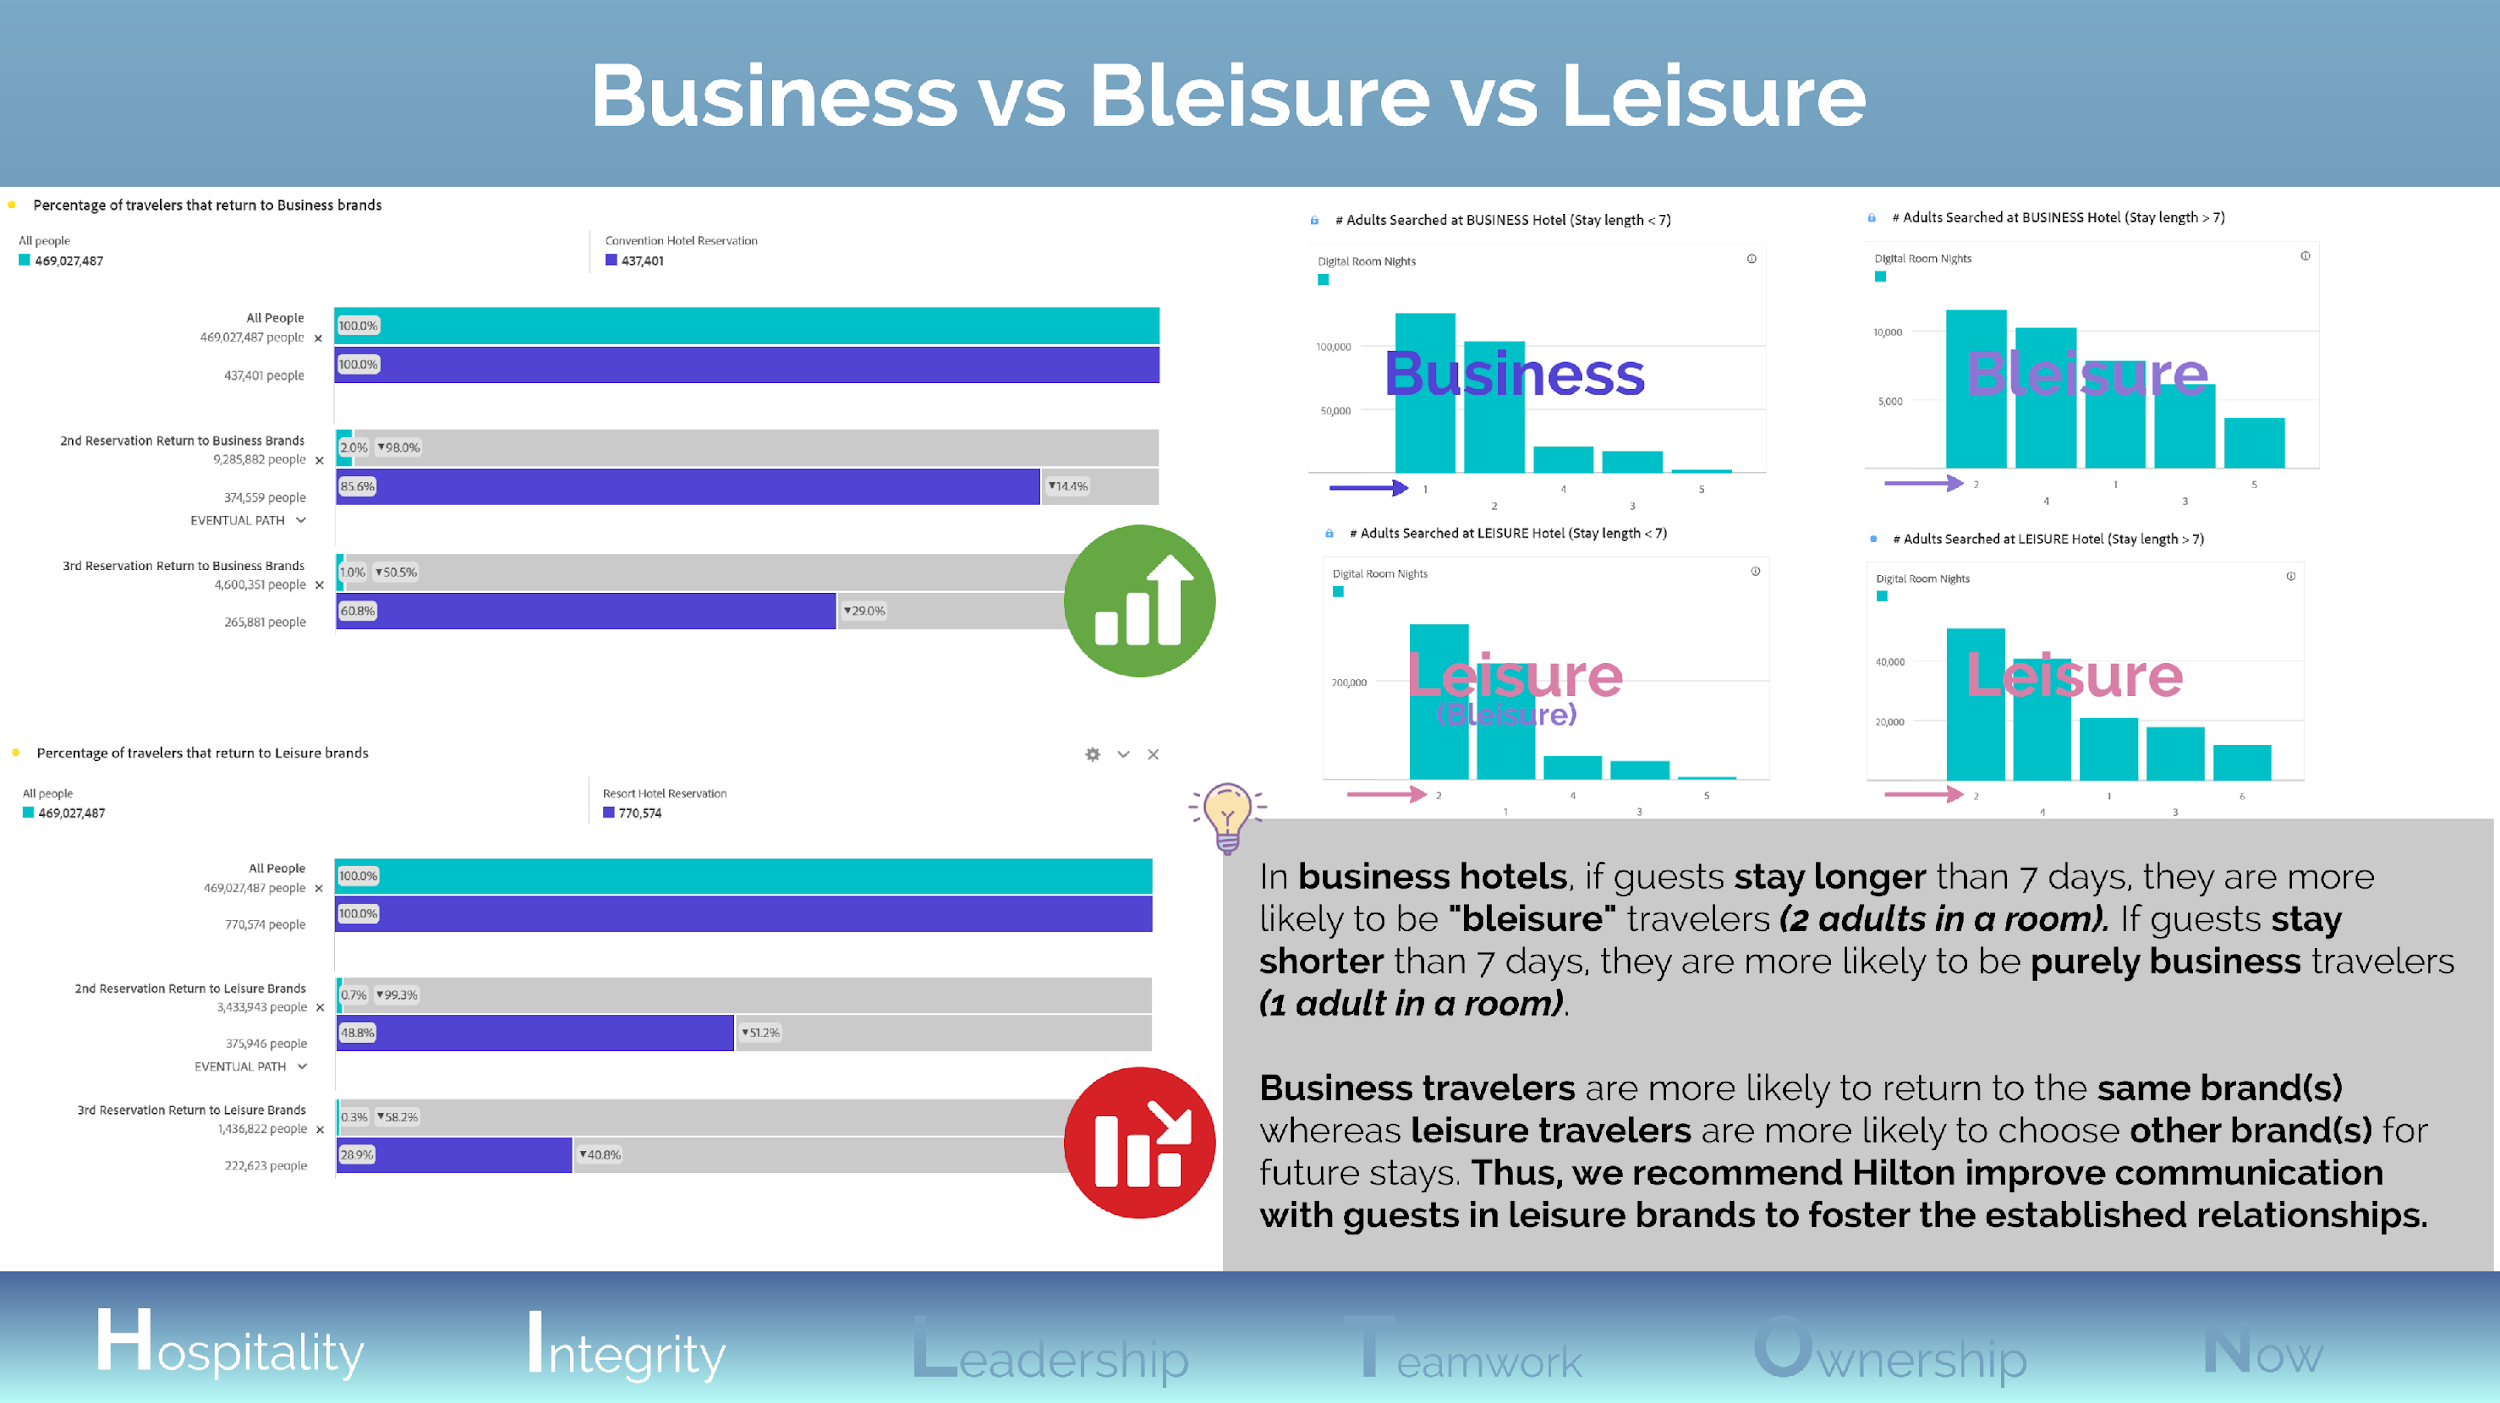 Business vs Bleisure vs Leisure
Percentage of travelers that return to Business brands
All people
469,027,487
Convention Hotel Reservation
437,401
All People
469,027,487 people ×
100.0%
437,401 people
100.0%
2nd Reservation Return to Business Brands
9,285,882 people ×
2.0% ▼98.0%
374,559 people
85.6% ▼14.4%
EVENTUAL PATH
3rd Reservation Return to Business Brands
4,600,351 people ×
1.0% ▼50.5%
265,881 people
60.8% ▼29.0%
Percentage of travelers that return to Leisure brands
All people
469,027,487
Resort Hotel Reservation
770,574
All People
469,027,487 people ×
100.0%
770,574 people
100.0%
2nd Reservation Return to Leisure Brands
3,433,943 people ×
0.7% ▼99.3%
375,946 people
48.8% ▼51.2%
EVENTUAL PATH
3rd Reservation Return to Leisure Brands
1,436,822 people ×
0.3% ▼58.2%
222,623 people
28.9% ▼40.8%
# Adults Searched at BUSINESS Hotel (Stay length < 7)
Digital Room Nights
100,000
50,000
Business
1 4 5
2 3
# Adults Searched at BUSINESS Hotel (Stay length > 7)
Digital Room Nights
10,000
5,000
Bleisure
2 1 5
4 3
# Adults Searched at LEISURE Hotel (Stay length < 7)
Digital Room Nights
200,000
Leisure
(Bleisure)
2 4 5
1 3
# Adults Searched at LEISURE Hotel (Stay length > 7)
Digital Room Nights
40,000
20,000
Leisure
2 1 6
4 3
In business hotels, if guests stay longer than 7 days, they are more
likely to be "bleisure" travelers (2 adults in a room). If guests stay
shorter than 7 days, they are more likely to be purely business travelers
(1 adult in a room).
Business travelers are more likely to return to the same brand(s)
whereas leisure travelers are more likely to choose other brand(s) for
future stays. Thus, we recommend Hilton improve communication
with guests in leisure brands to foster the established relationships.
Hospitality Integrity Leadership Teamwork Ownership Now